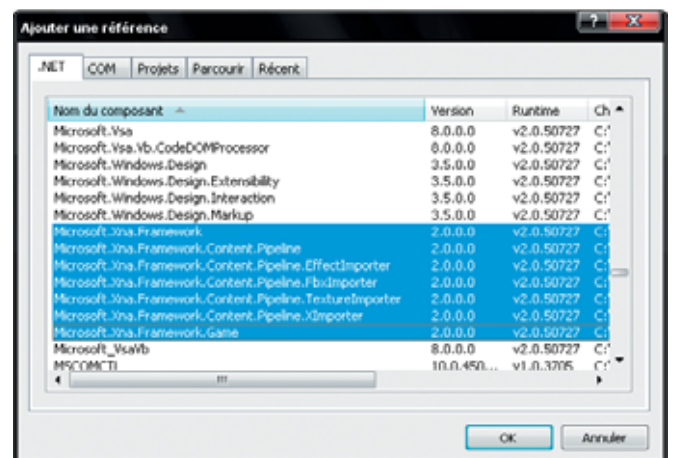 Ajouter une référence
.NET COM Projets Parcourir Récent
Nom du composant Version Runtime Ch
Microsoft.Vsa 8.0.0.0 v2.0.50727 C:\
Microsoft.Vsa.Vb.CodeDOMProcessor 8.0.0.0 v2.0.50727 C:\
Microsoft.Windows.Design 3.5.0.0 v2.0.50727 C:\
Microsoft.Windows.Design.Extensibility 3.5.0.0 v2.0.50727 C:\
Microsoft.Windows.Design.Interaction 3.5.0.0 v2.0.50727 C:\
Microsoft.Windows.Design.Markup 3.5.0.0 v2.0.50727 C:\
Microsoft.Xna.Framework 2.0.0.0 v2.0.50727 C:\
Microsoft.Xna.Framework.Content.Pipeline 2.0.0.0 v2.0.50727 C:\
Microsoft.Xna.Framework.Content.Pipeline.EffectImporter 2.0.0.0 v2.0.50727 C:\
Microsoft.Xna.Framework.Content.Pipeline.FbxImporter 2.0.0.0 v2.0.50727 C:\
Microsoft.Xna.Framework.Content.Pipeline.TextureImporter 2.0.0.0 v2.0.50727 C:\
Microsoft.Xna.Framework.Content.Pipeline.XImporter 2.0.0.0 v2.0.50727 C:\
Microsoft.Xna.Framework.Game 2.0.0.0 v2.0.50727 C:\
Microsoft_VsaVb 8.0.0.0 v2.0.50727 C:\
MSCOMCTL 10.0.450... v1.0.3705 C:\
OK Annuler